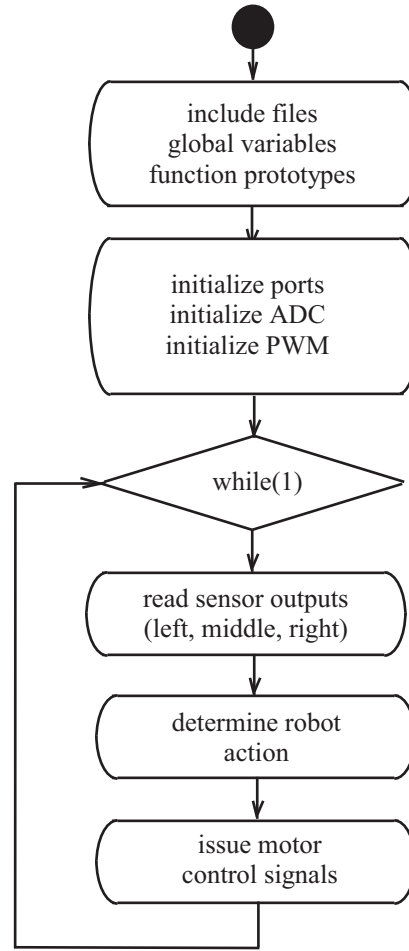 include files
global variables
function prototypes
initialize ports
initialize ADC
initialize PWM
while(1)
read sensor outputs
(left, middle, right)
determine robot
action
issue motor
control signals